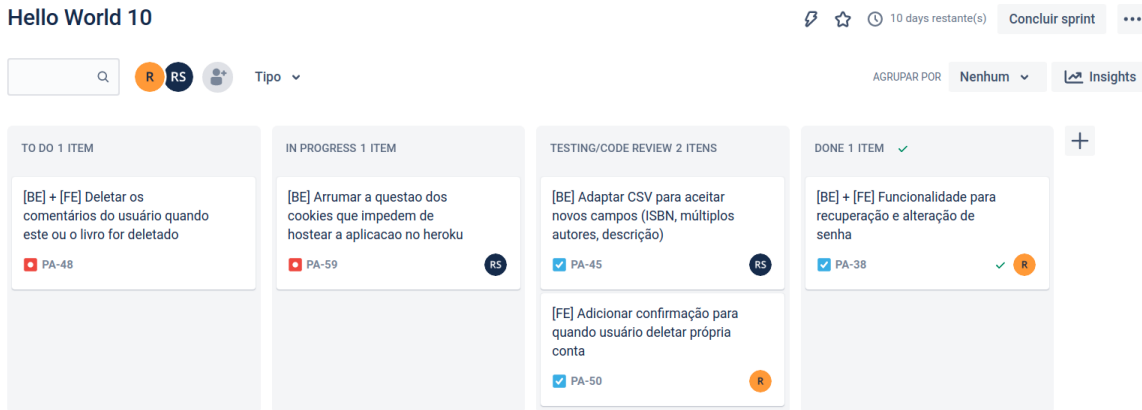 Hello World 10
10 days restante(s)
Concluir sprint
R
RS
Tipo
AGRUPAR POR
Nenhum
Insights
TO DO 1 ITEM
[BE] + [FE] Deletar os
comentários do usuário quando
este ou o livro for deletado
PA-48
IN PROGRESS 1 ITEM
[BE] Arrumar a questao dos
cookies que impedem de
hostear a aplicacao no heroku
PA-59
RS
TESTING/CODE REVIEW 2 ITENS
[BE] Adaptar CSV para aceitar
novos campos (ISBN, múltiplos
autores, descrição)
PA-45
RS
[FE] Adicionar confirmação para
quando usuário deletar própria
conta
PA-50
R
DONE 1 ITEM
[BE] + [FE] Funcionalidade para
recuperação e alteração de
senha
PA-38
R